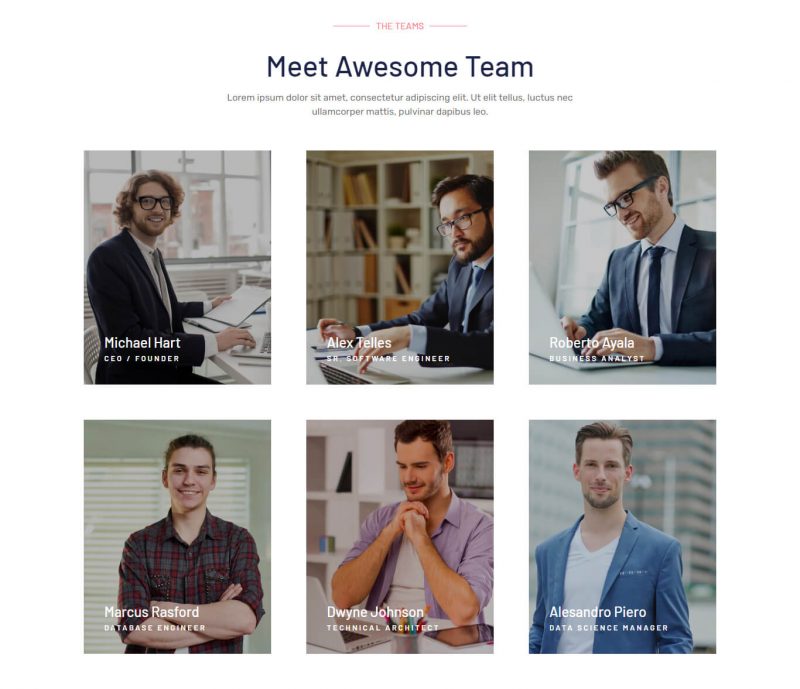 THE TEAMS
Meet Awesome Team
Lorem ipsum dolor sit amet, consectetur adipiscing elit. Ut elit tellus, luctus nec
ullamcorper mattis, pulvinar dapibus leo.
Michael Hart
CEO / FOUNDER
Alex Telles
SR. SOFTWARE ENGINEER
Roberto Ayala
BUSINESS ANALYST
Marcus Rasford
DATABASE ENGINEER
Dwyne Johnson
TECHNICAL ARCHITECT
Alesandro Piero
DATA SCIENCE MANAGER